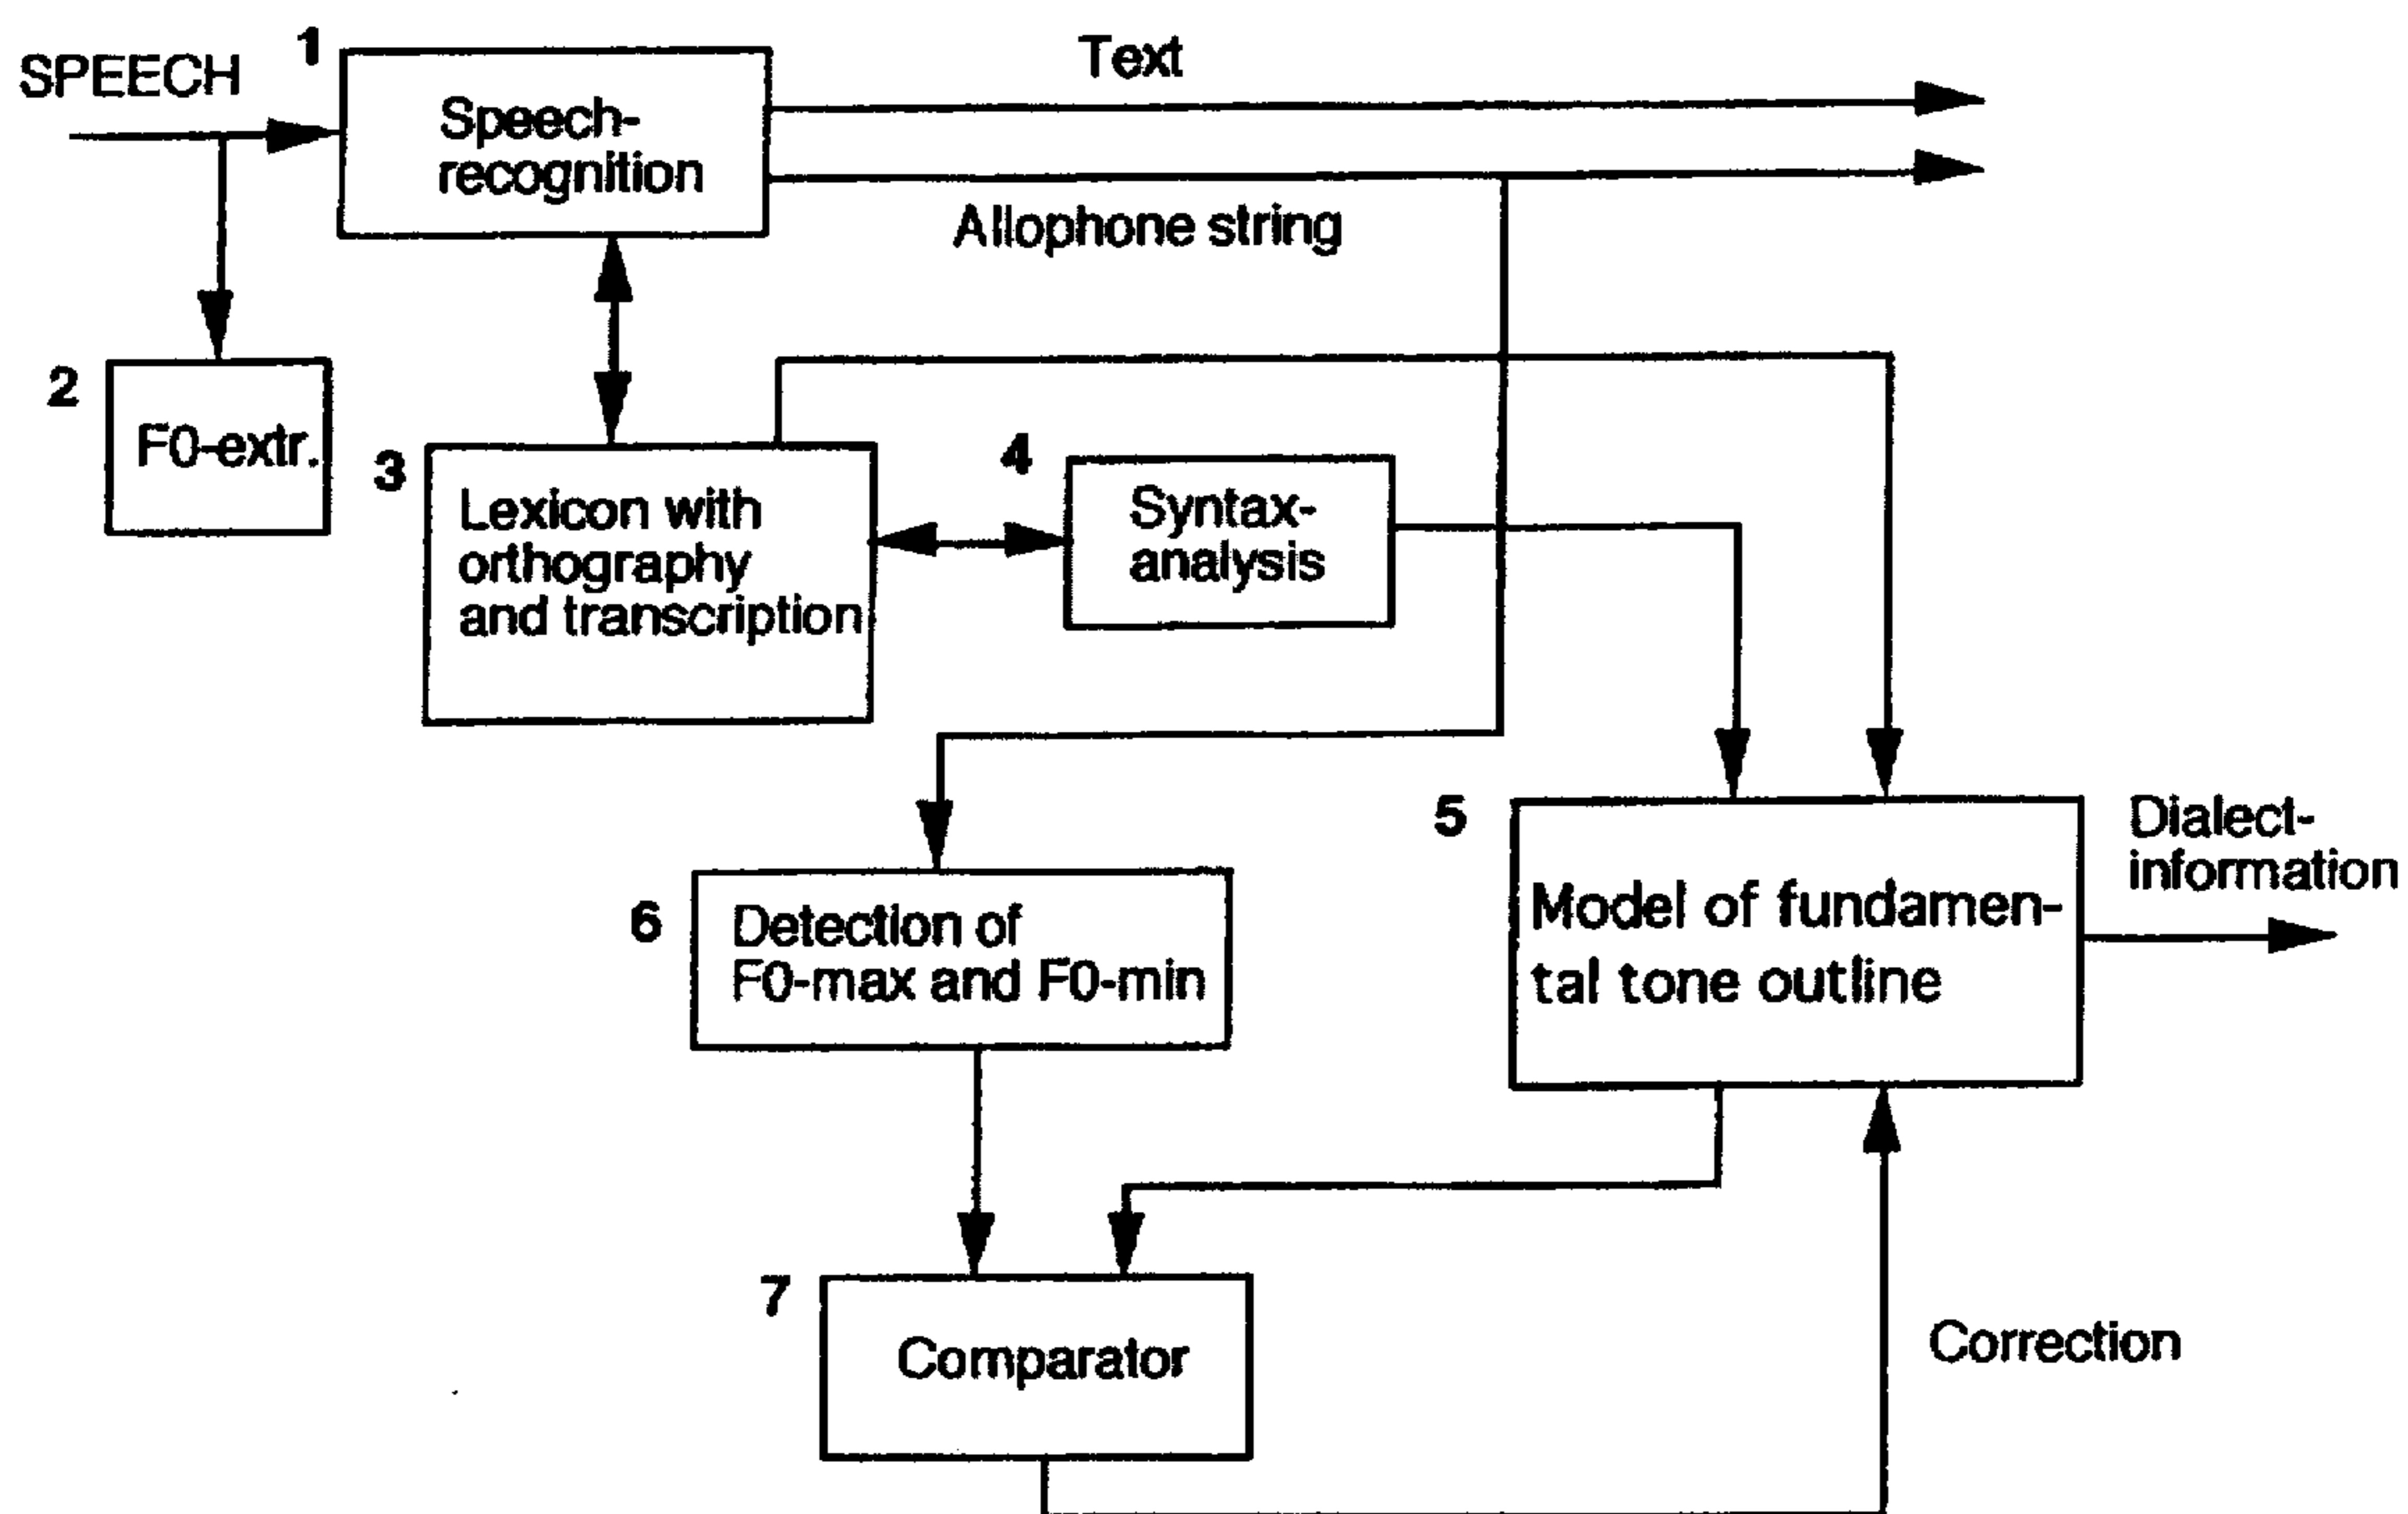 SPEECH
1
Speech-
recognition
Text
Allophone string
2
F0-extr.
3
Lexicon with
orthography
and transcription
4
Syntax-
analysis
5
Model of fundamen-
tal tone outline
Dialect-
information
6
Detection of
F0-max and F0-min
7
Comparator
Correction